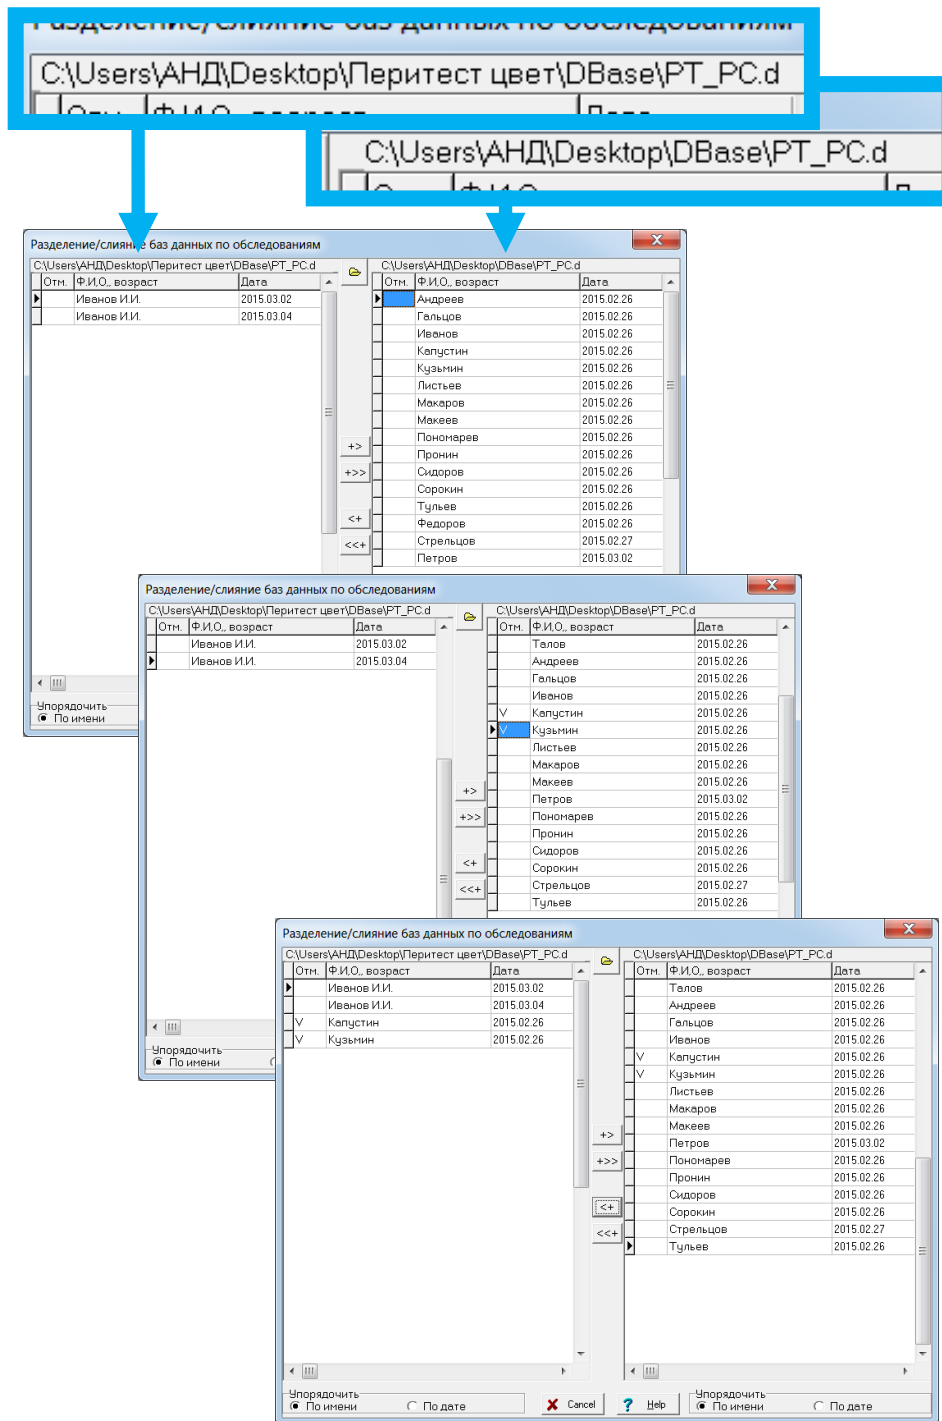 Разделение/слияние баз данных по обследованиям
C:\Users\АНД\Desktop\Перитест цвет\DBase\PT_PC.d
Ф.И.О., возраст
C:\Users\АНД\Desktop\DBase\PT_PC.d
Ф.И.О.
Разделение/слияние баз данных по обследованиям
C:\Users\АНД\Desktop\Перитест цвет\DBase\PT_PC.d
C:\Users\АНД\Desktop\DBase\PT_PC.d
Отм. Ф.И.О., возраст Дата
Отм. Ф.И.О., возраст Дата
Иванов И.И. 2015.03.02
Иванов И.И. 2015.03.04
Андреев 2015.02.26
Гальцов 2015.02.26
Иванов 2015.02.26
Капустин 2015.02.26
Кузьмин 2015.02.26
Листьев 2015.02.26
Макаров 2015.02.26
Макеев 2015.02.26
Пономарев 2015.02.26
Пронин 2015.02.26
Сидоров 2015.02.26
Сорокин 2015.02.26
Тульев 2015.02.26
Федоров 2015.02.26
Стрельцов 2015.02.27
Петров 2015.03.02
+>
+>>
<+
<<+
Упорядочить
По имени
Разделение/слияние баз данных по обследованиям
C:\Users\АНД\Desktop\Перитест цвет\DBase\PT_PC.d
C:\Users\АНД\Desktop\DBase\PT_PC.d
Отм. Ф.И.О., возраст Дата
Отм. Ф.И.О., возраст Дата
Иванов И.И. 2015.03.02
Иванов И.И. 2015.03.04
Талов 2015.02.26
Андреев 2015.02.26
Гальцов 2015.02.26
Иванов 2015.02.26
V Капустин 2015.02.26
V Кузьмин 2015.02.26
Листьев 2015.02.26
Макаров 2015.02.26
Макеев 2015.02.26
Петров 2015.03.02
Пономарев 2015.02.26
Пронин 2015.02.26
Сидоров 2015.02.26
Сорокин 2015.02.26
Стрельцов 2015.02.27
Тульев 2015.02.26
+>
+>>
<+
<<+
Упорядочить
По имени
Разделение/слияние баз данных по обследованиям
C:\Users\АНД\Desktop\Перитест цвет\DBase\PT_PC.d
C:\Users\АНД\Desktop\DBase\PT_PC.d
Отм. Ф.И.О., возраст Дата
Отм. Ф.И.О., возраст Дата
Иванов И.И. 2015.03.02
Иванов И.И. 2015.03.04
V Капустин 2015.02.26
V Кузьмин 2015.02.26
Талов 2015.02.26
Андреев 2015.02.26
Гальцов 2015.02.26
Иванов 2015.02.26
V Капустин 2015.02.26
V Кузьмин 2015.02.26
Листьев 2015.02.26
Макаров 2015.02.26
Макеев 2015.02.26
Петров 2015.03.02
Пономарев 2015.02.26
Пронин 2015.02.26
Сидоров 2015.02.26
Сорокин 2015.02.26
Стрельцов 2015.02.27
Тульев 2015.02.26
+>
+>>
<+
<<+
Упорядочить
По имени По дате
Cancel
? Help
Упорядочить
По имени По дате